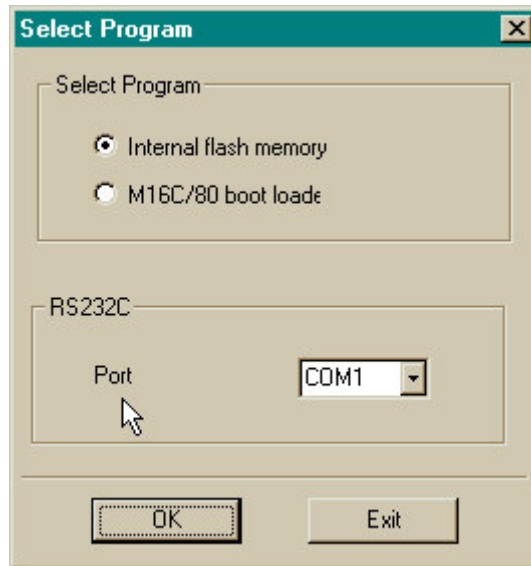 Select Program
Select Program
Internal flash memory
M16C/80 boot loade
RS232C
Port
COM1
OK
Exit